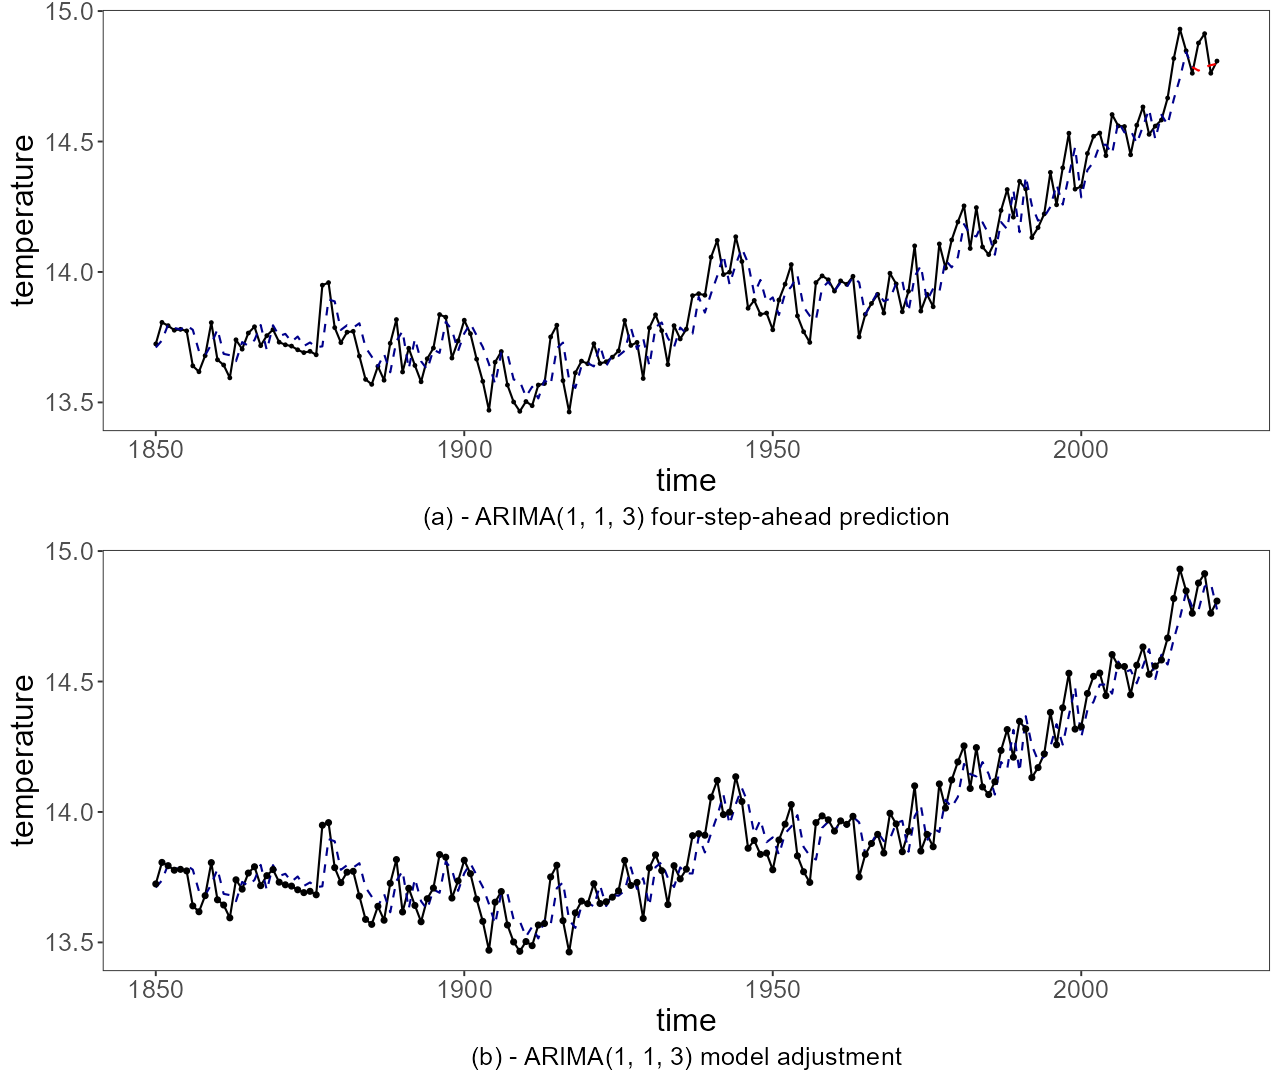 15.0
14.5
14.0
13.5
temperature
1850 1900 1950 2000
time
(a) - ARIMA(1, 1, 3) four-step-ahead prediction
15.0
14.5
14.0
13.5
temperature
1850 1900 1950 2000
time
(b) - ARIMA(1, 1, 3) model adjustment